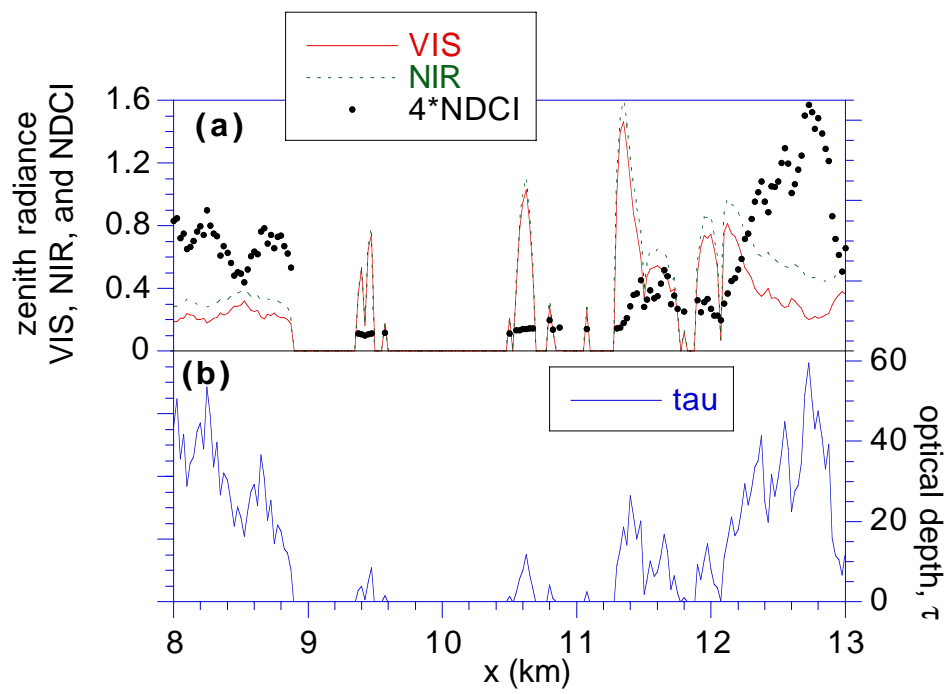 VIS
NIR
4*NDCI
(a)
zenith radiance
VIS, NIR, and NDCI
1.6
1.2
0.8
0.4
0
(b)
tau
60
40
20
0
optical depth, τ
8
9
10
11
12
13
x (km)